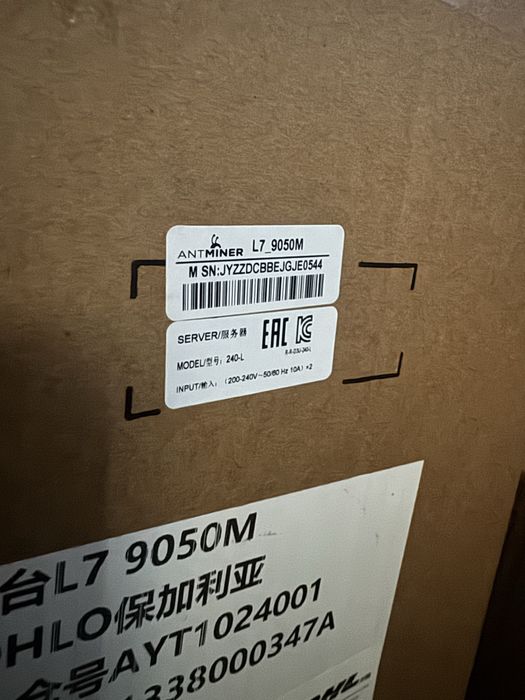 ANTMINER L7_9050M
M SN:JYZZDCBBEJGJE0544
SERVER/服务器
EAC
MODEL/型号: 240-L
INPUT/输入: (200-240V~50/60 Hz 10A) *2
台L7 9050M
HLO保加利亚
号AYT1024001
338000347A
DHL